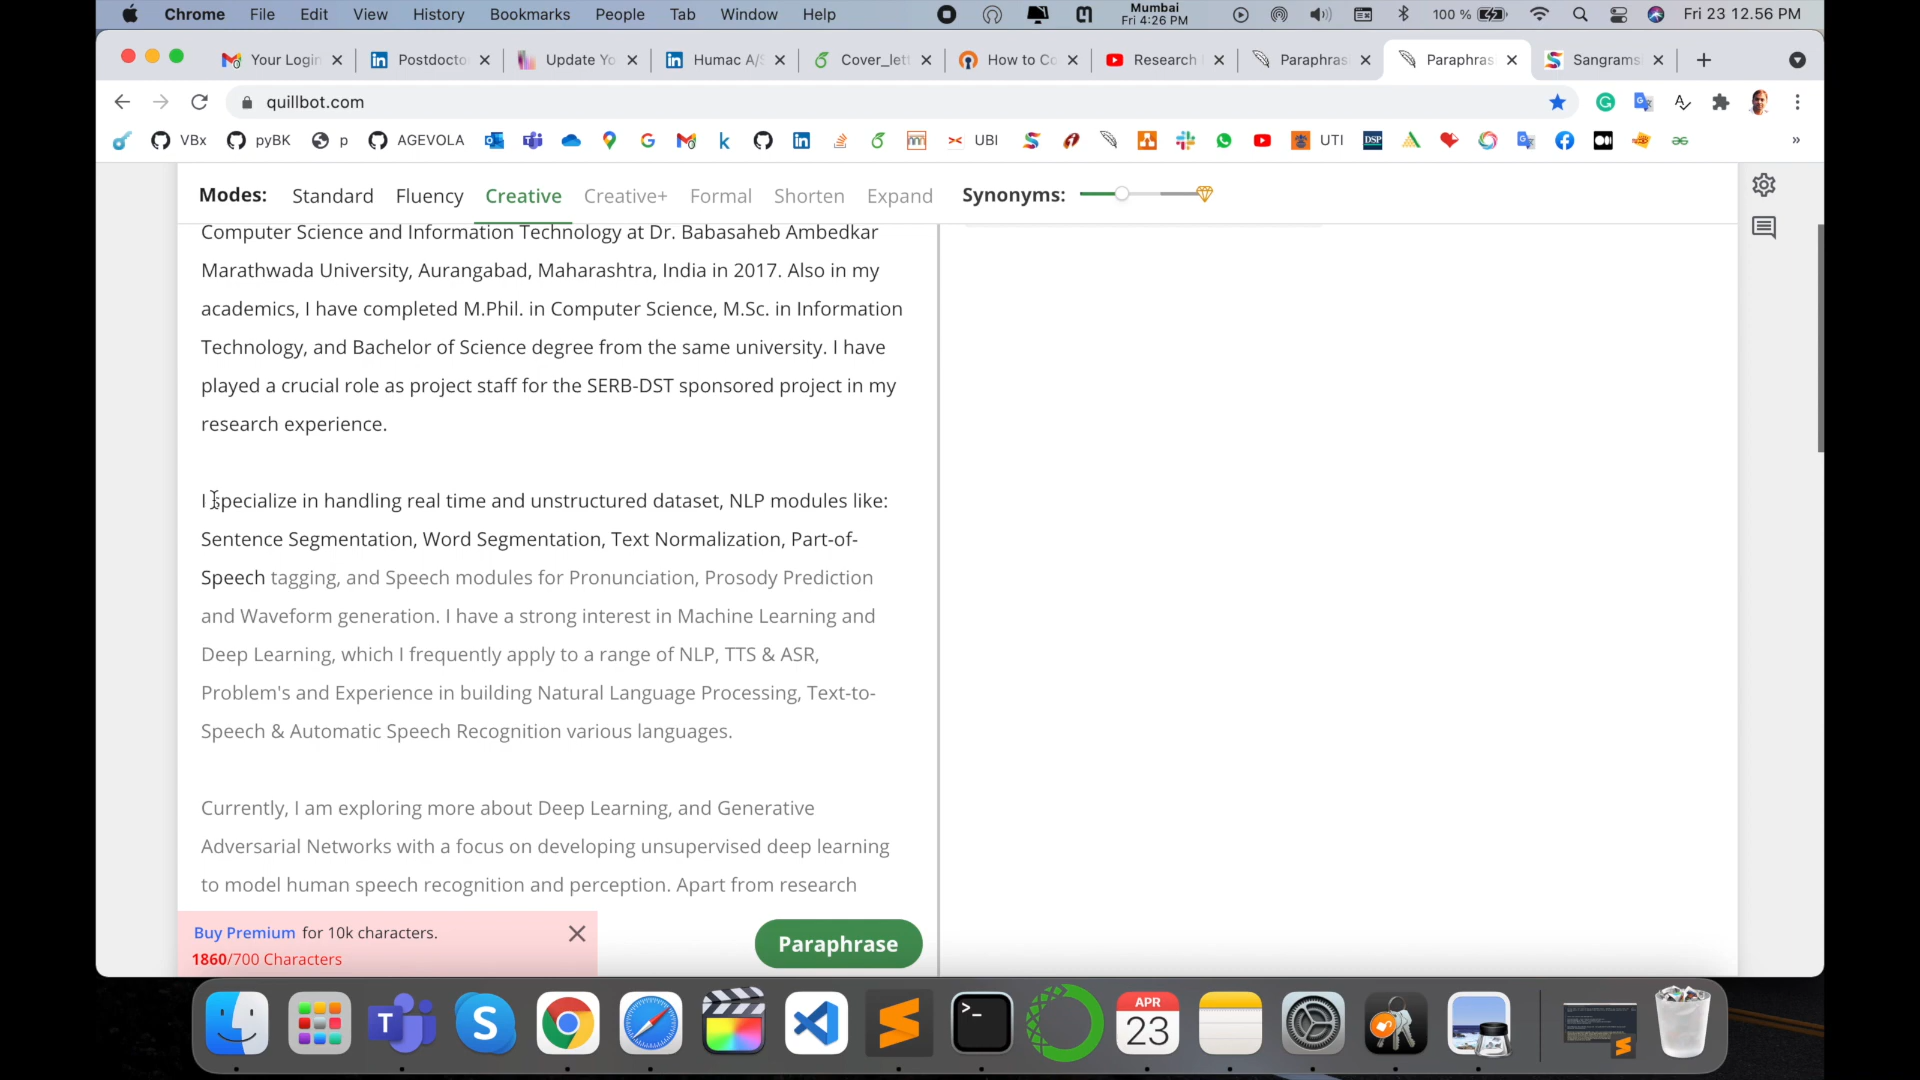 Chrome File Edit View History Bookmarks People Tab Window Help Mumbai Fri 4:26 PM 100 % Fri 23 12.56 PM
Your Login Postdocto Update Yo Humac A/S Cover_lett How to Co Research Paraphras Paraphras Sangrams
quillbot.com
VBx pyBK p AGEVOLA UBI UTI DSP »
Modes: Standard Fluency Creative Creative+ Formal Shorten Expand Synonyms:
Computer Science and Information Technology at Dr. Babasaheb Ambedkar
Marathwada University, Aurangabad, Maharashtra, India in 2017. Also in my
academics, I have completed M.Phil. in Computer Science, M.Sc. in Information
Technology, and Bachelor of Science degree from the same university. I have
played a crucial role as project staff for the SERB-DST sponsored project in my
research experience.
I specialize in handling real time and unstructured dataset, NLP modules like:
Sentence Segmentation, Word Segmentation, Text Normalization, Part-of-
Speech tagging, and Speech modules for Pronunciation, Prosody Prediction
and Waveform generation. I have a strong interest in Machine Learning and
Deep Learning, which I frequently apply to a range of NLP, TTS & ASR,
Problem's and Experience in building Natural Language Processing, Text-to-
Speech & Automatic Speech Recognition various languages.
Currently, I am exploring more about Deep Learning, and Generative
Adversarial Networks with a focus on developing unsupervised deep learning
to model human speech recognition and perception. Apart from research
Buy Premium for 10k characters.
1860/700 Characters
Paraphrase
APR
23